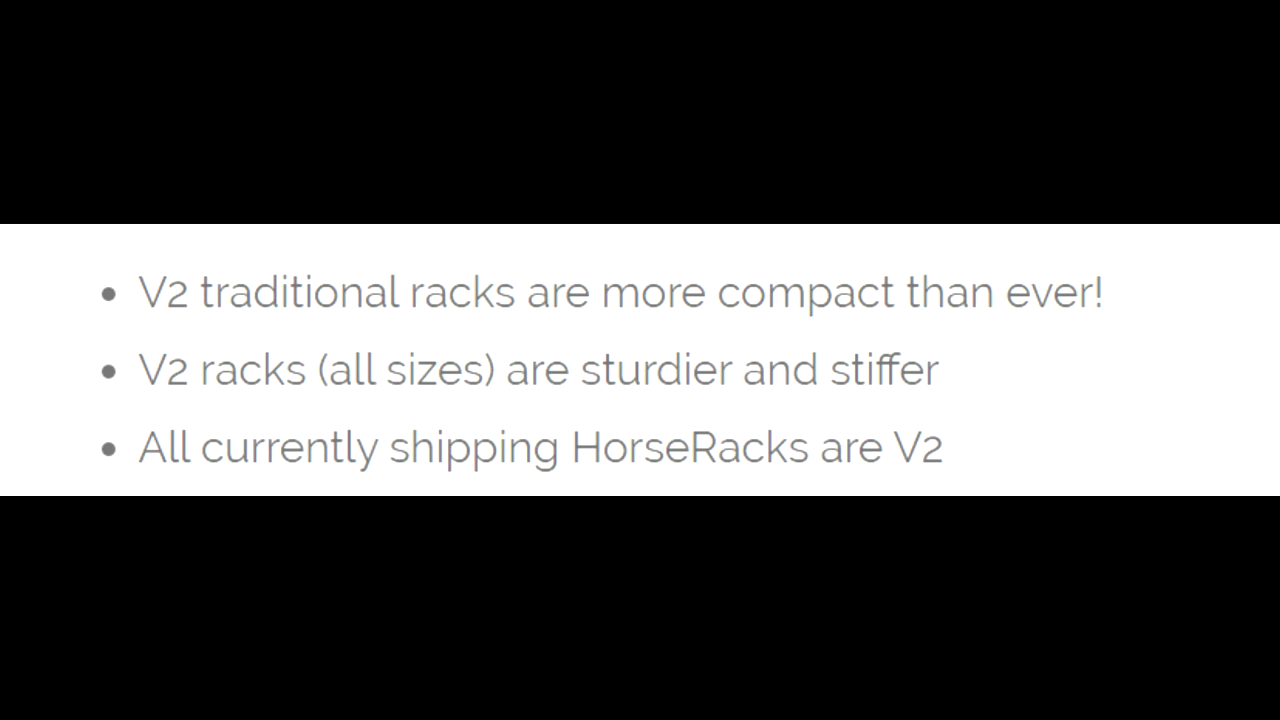 • V2 traditional racks are more compact than ever!
• V2 racks (all sizes) are sturdier and stiffer
• All currently shipping HorseRacks are V2